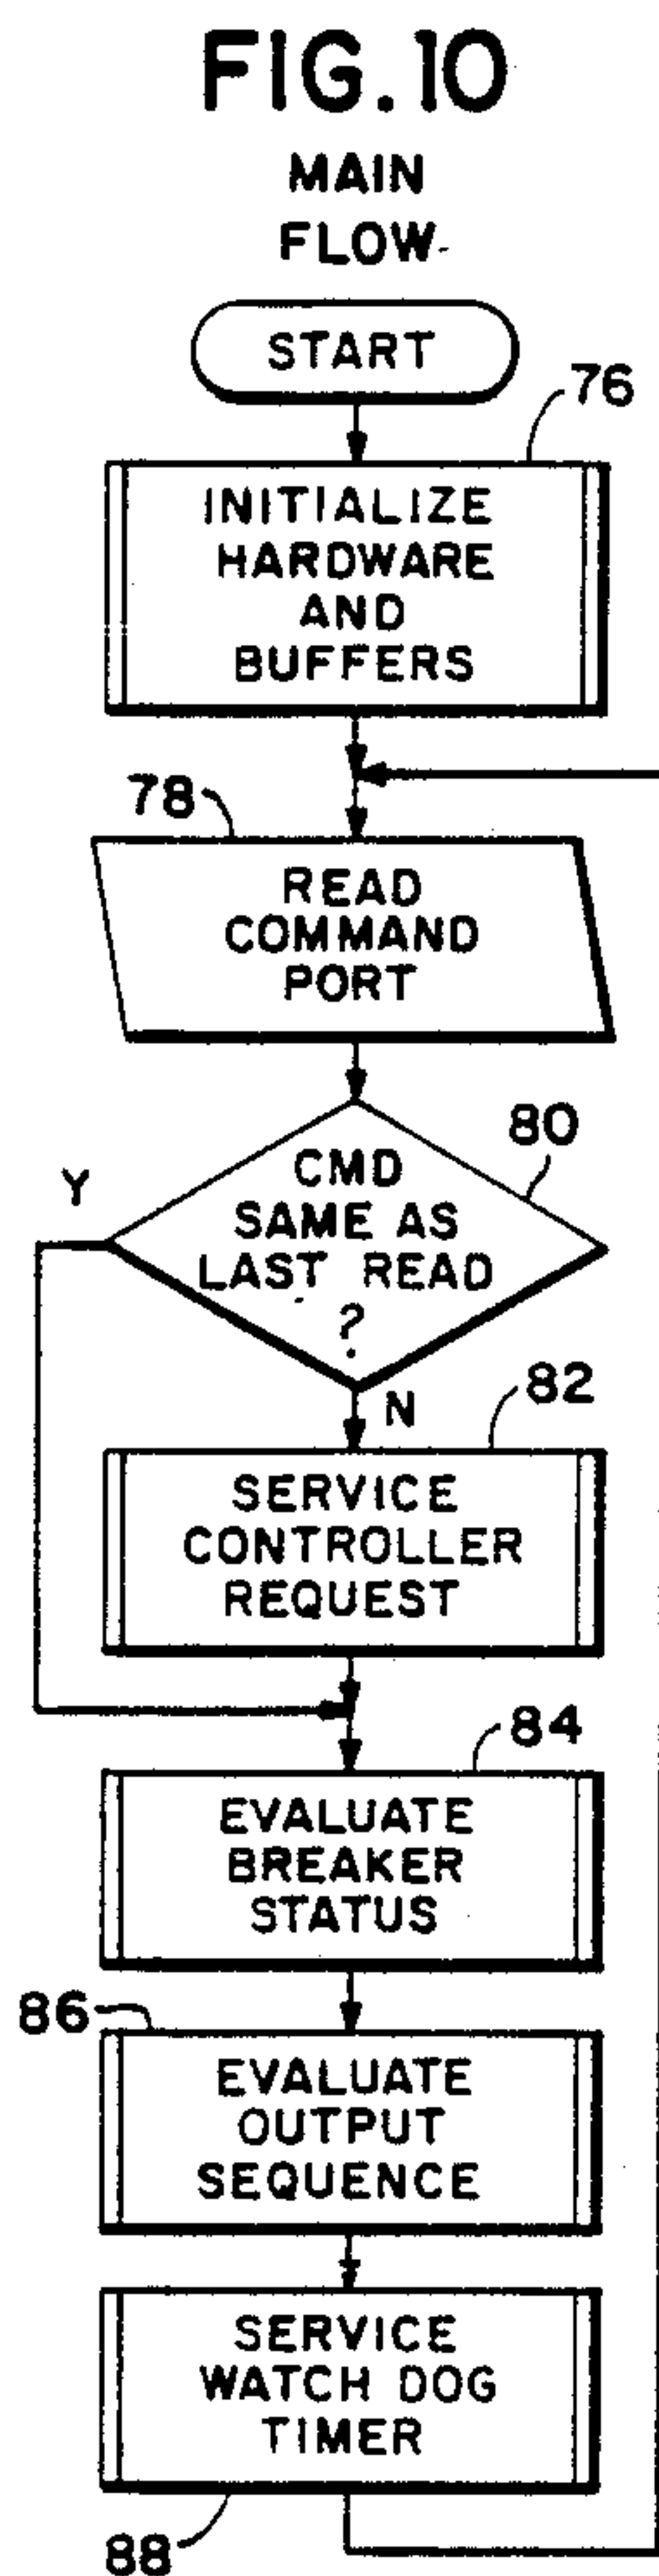 FIG.10
MAIN
FLOW
START
76
INITIALIZE
HARDWARE
AND
BUFFERS
78
READ
COMMAND
PORT
80
Y
CMD
SAME AS
LAST READ
?
N
82
SERVICE
CONTROLLER
REQUEST
84
EVALUATE
BREAKER
STATUS
86
EVALUATE
OUTPUT
SEQUENCE
SERVICE
WATCH DOG
TIMER
88